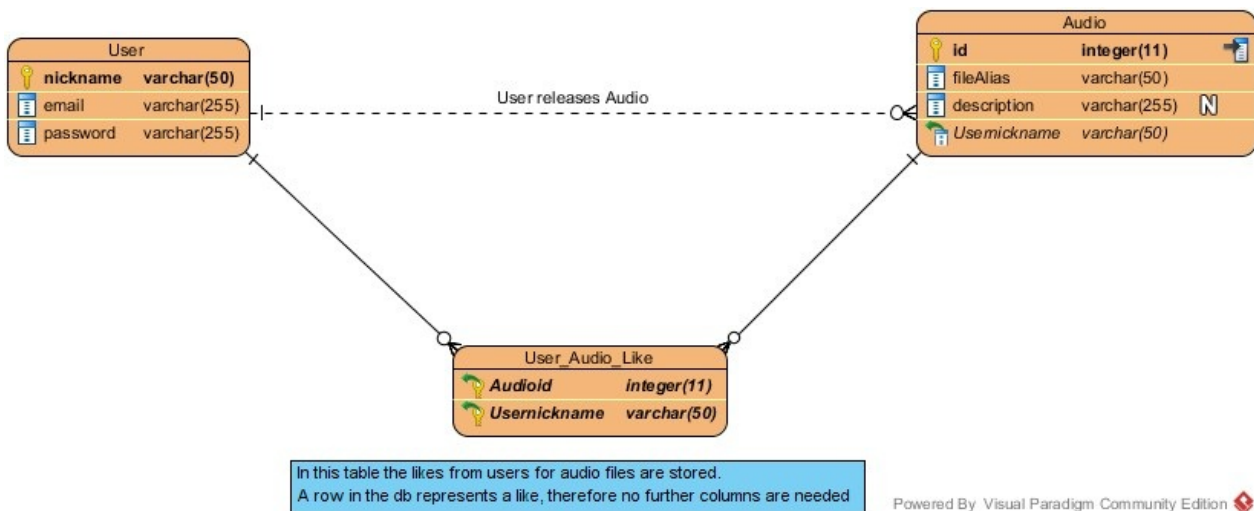 User
nickname varchar(50)
email varchar(255)
password varchar(255)
User releases Audio
Audio
id integer(11)
fileAlias varchar(50)
description varchar(255) N
Usernickname varchar(50)
User_Audio_Like
Audioid integer(11)
Usernickname varchar(50)
In this table the likes from users for audio files are stored.
A row in the db represents a like, therefore no further columns are needed
Powered By Visual Paradigm Community Edition